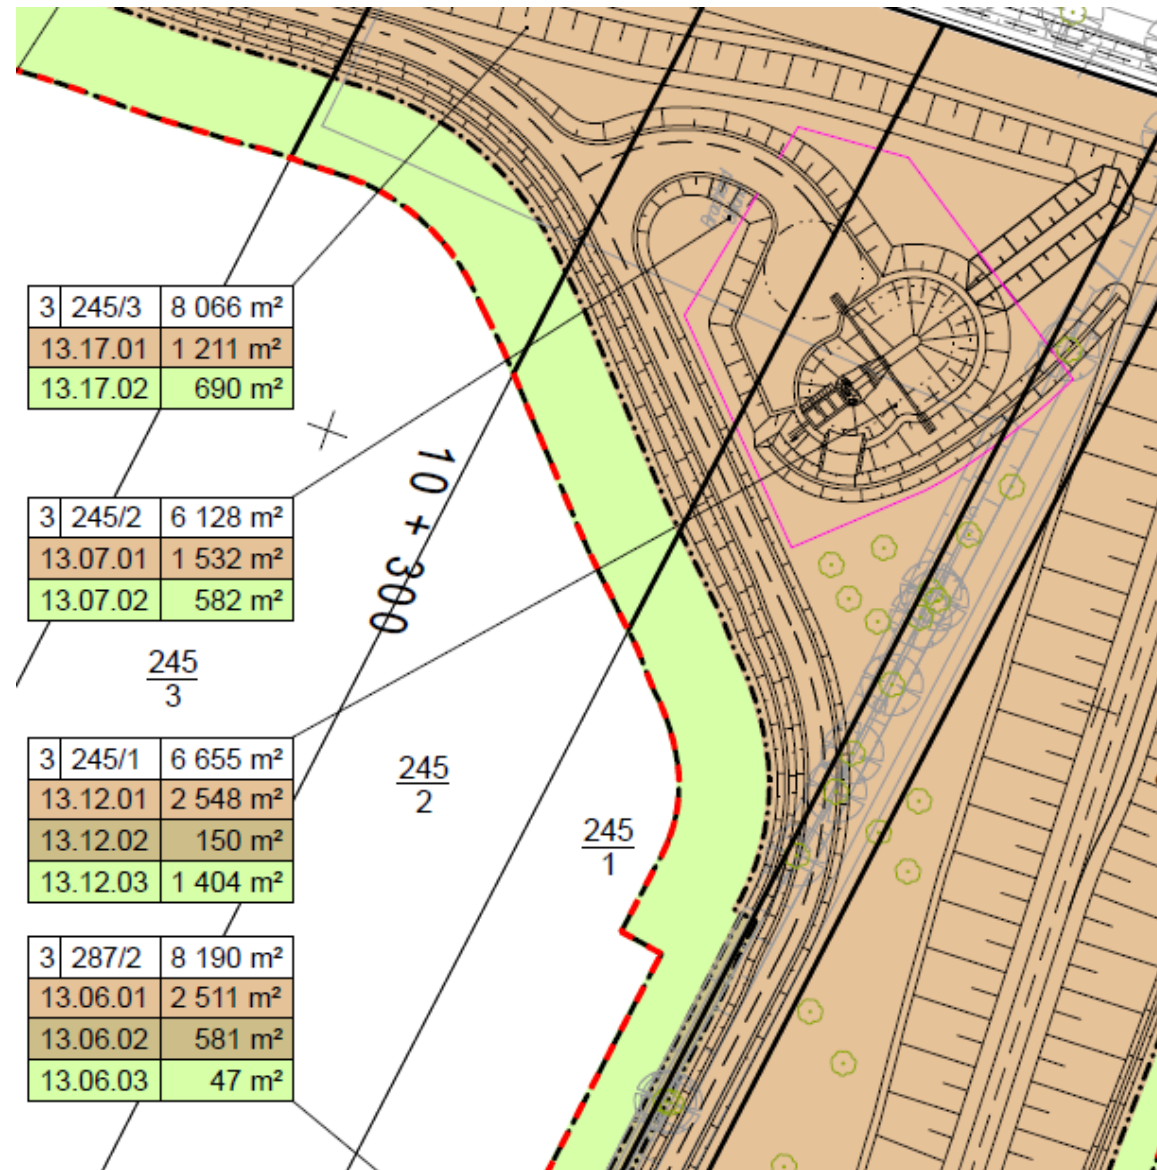 3 245/3 8 066 m²
13.17.01 1 211 m²
13.17.02 690 m²
3 245/2 6 128 m²
13.07.01 1 532 m²
13.07.02 582 m²
10 + 300
245
3
3 245/1 6 655 m²
13.12.01 2 548 m²
13.12.02 150 m²
13.12.03 1 404 m²
245
2
245
1
3 287/2 8 190 m²
13.06.01 2 511 m²
13.06.02 581 m²
13.06.03 47 m²